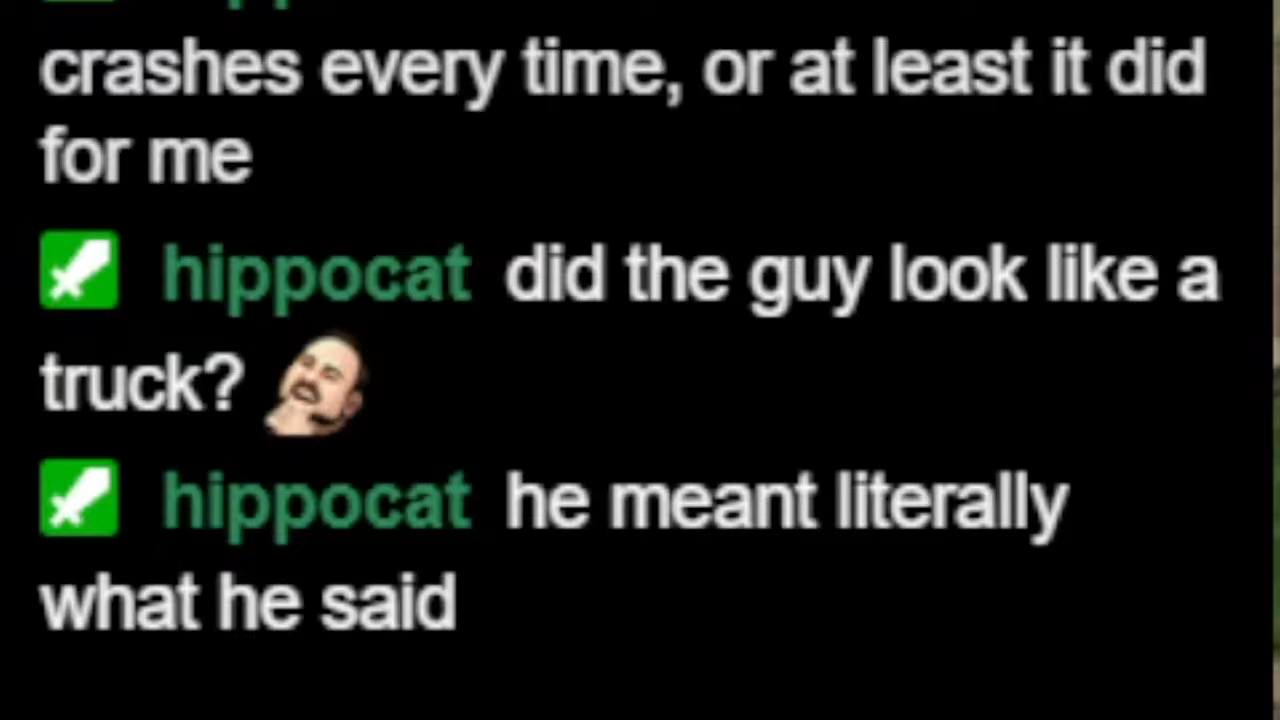 crashes every time, or at least it did
for me
hippocat did the guy look like a
truck?
hippocat he meant literally
what he said